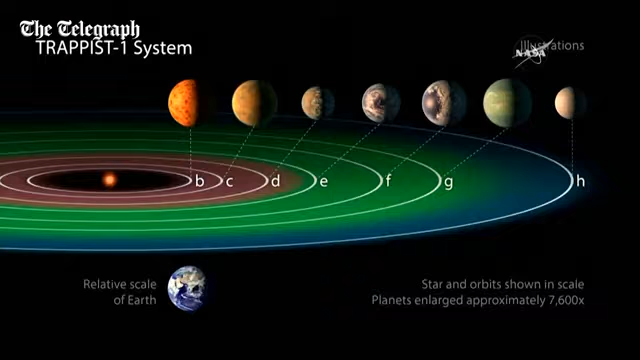 The Telegraph
TRAPPIST-1 System
Illustrations
NASA
b c d e f g h
Relative scale
of Earth
Star and orbits shown in scale
Planets enlarged approximately 7,600x